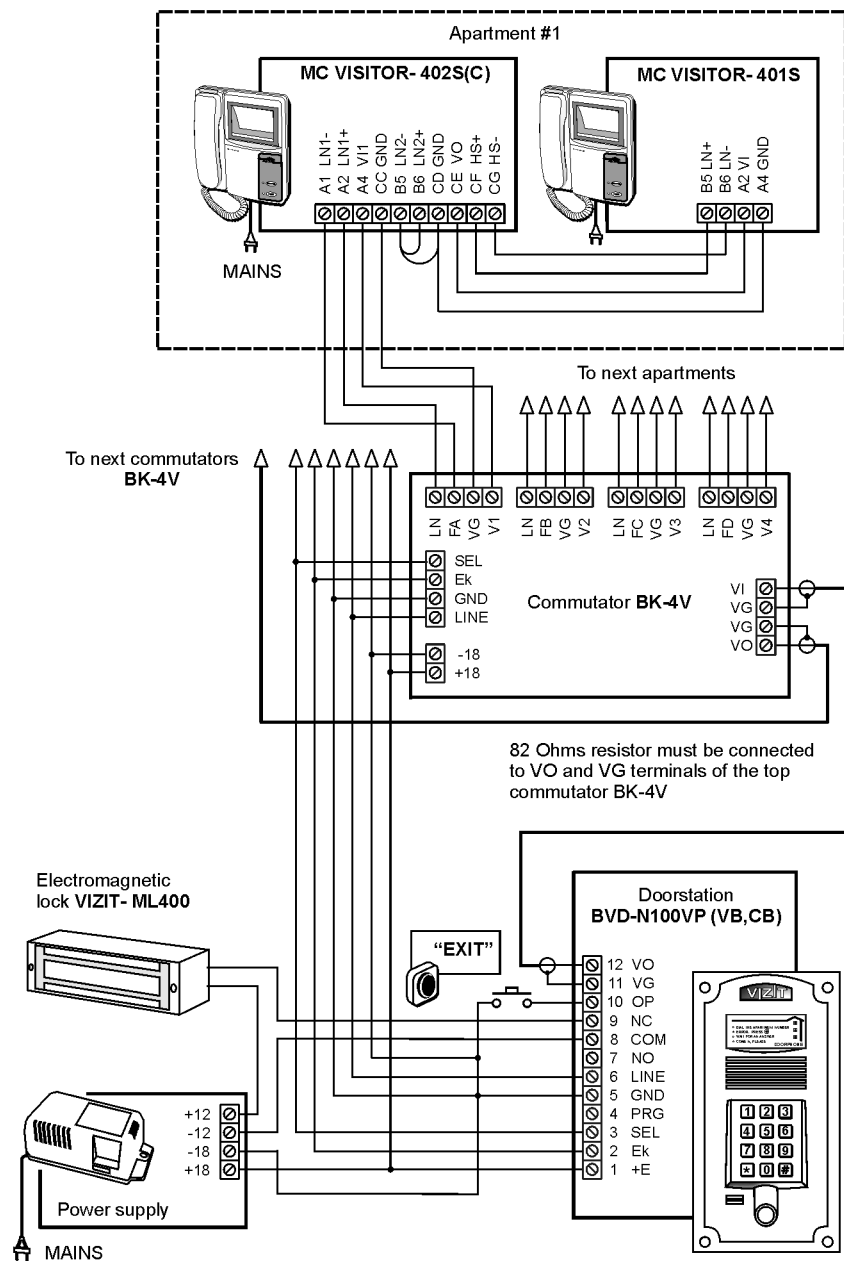 Apartment #1
MC VISITOR- 402S(C)
MC VISITOR- 401S
A1 LN1-
A2 LN1+
A4 VI1
CC GND
B5 LN2-
B6 LN2+
CD GND
CE VO
CF HS+
CG HS-
B5 LN+
B6 LN-
A2 VI
A4 GND
MAINS
To next apartments
To next commutators
BK-4V
LN
FA
VG
V1
LN
FB
VG
V2
LN
FC
VG
V3
LN
FD
VG
V4
SEL
Ek
GND
LINE
-18
+18
Commutator BK-4V
VI
VG
VG
VO
82 Ohms resistor must be connected
to VO and VG terminals of the top
commutator BK-4V
Electromagnetic
lock VIZIT- ML400
"EXIT"
Doorstation
BVD-N100VP (VB,CB)
12 VO
11 VG
10 OP
9 NC
8 COM
7 NO
6 LINE
5 GND
4 PRG
3 SEL
2 Ek
1 +E
VIZIT
1 2 3
4 5 6
7 8 9
* 0 #
+12
-12
-18
+18
Power supply
MAINS